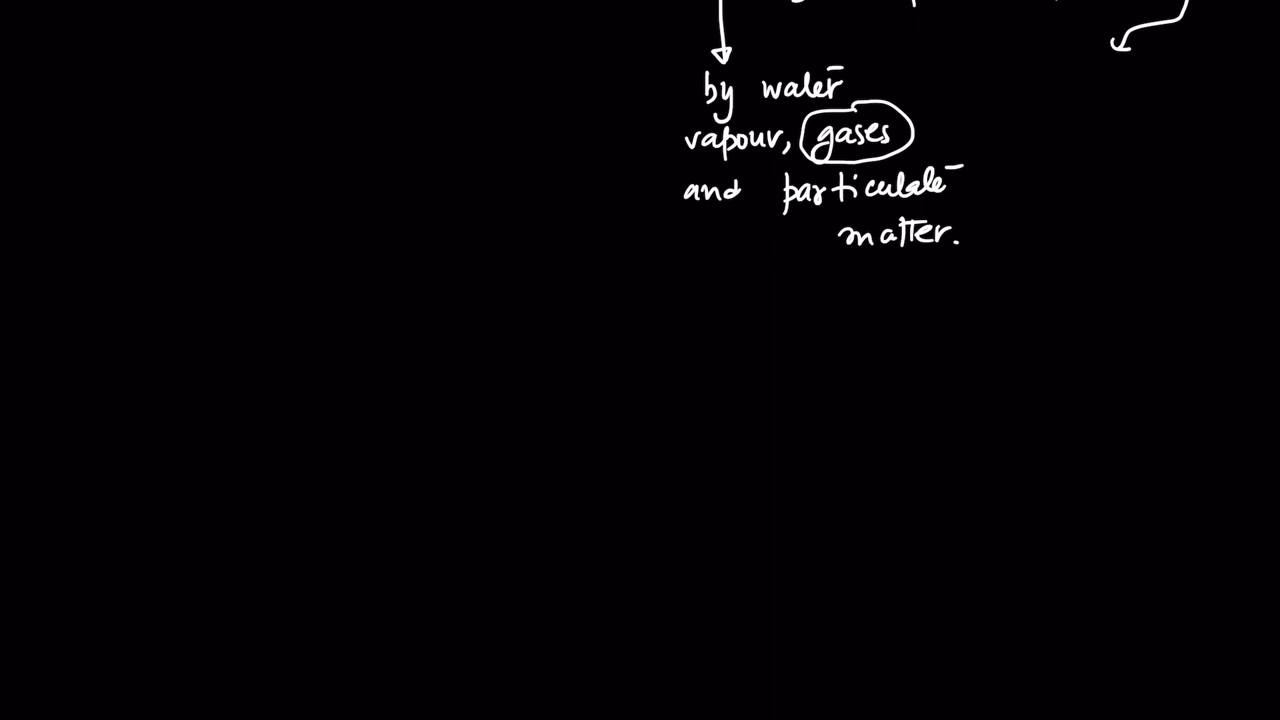 by water
vapour, gases
and particulate
matter.